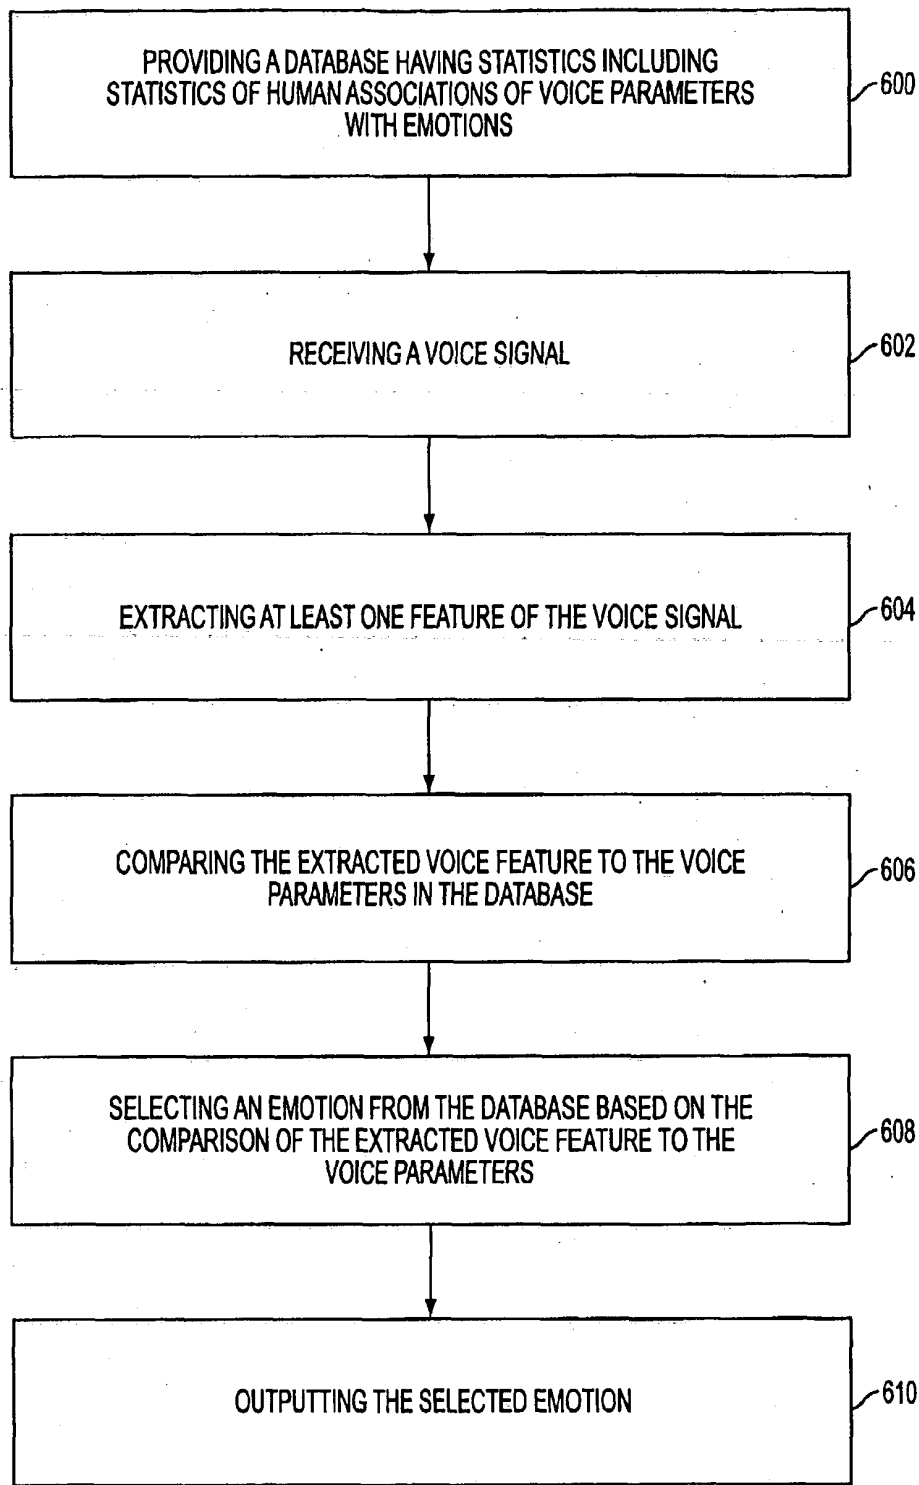 PROVIDING A DATABASE HAVING STATISTICS INCLUDING
STATISTICS OF HUMAN ASSOCIATIONS OF VOICE PARAMETERS
WITH EMOTIONS
600
RECEIVING A VOICE SIGNAL
602
EXTRACTING AT LEAST ONE FEATURE OF THE VOICE SIGNAL
604
COMPARING THE EXTRACTED VOICE FEATURE TO THE VOICE
PARAMETERS IN THE DATABASE
606
SELECTING AN EMOTION FROM THE DATABASE BASED ON THE
COMPARISON OF THE EXTRACTED VOICE FEATURE TO THE
VOICE PARAMETERS
608
OUTPUTTING THE SELECTED EMOTION
610